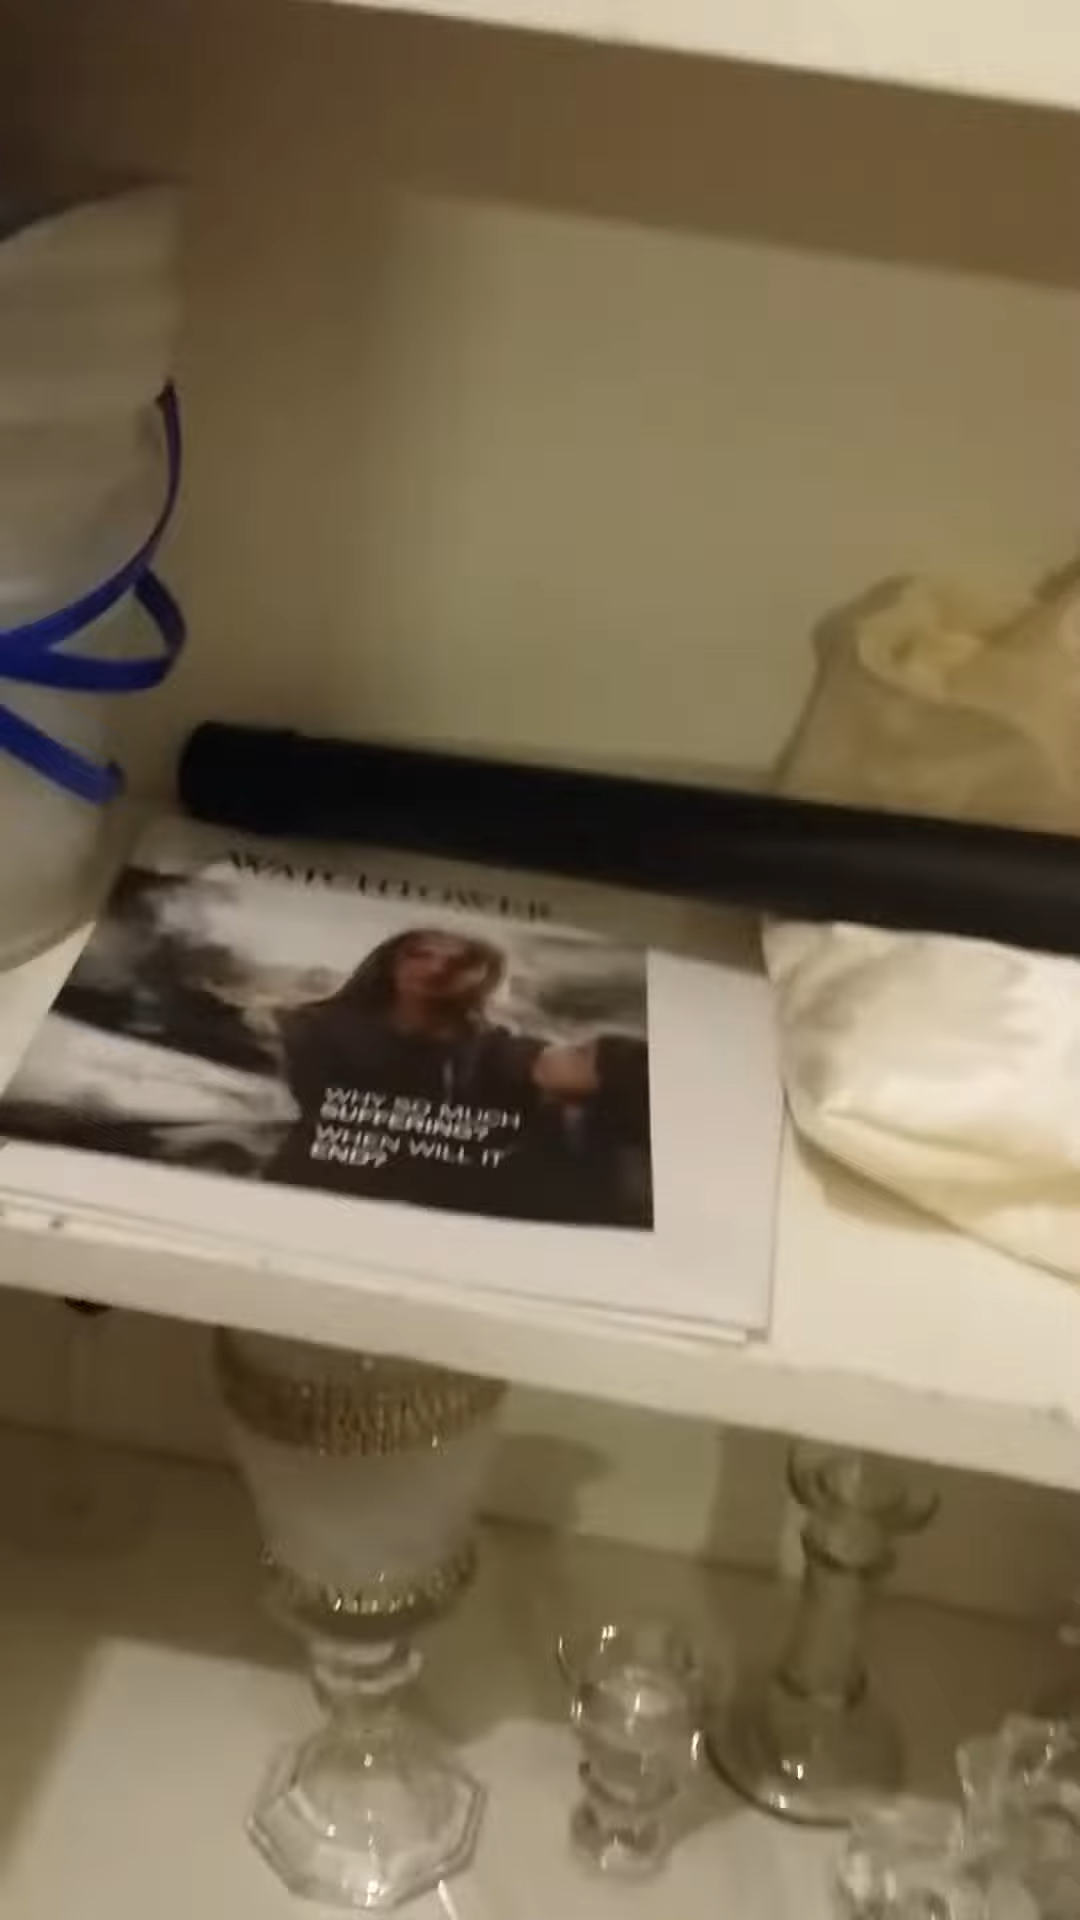 WATCHTOWER
WHY SO MUCH
SUFFERING?
WHEN WILL IT
END?